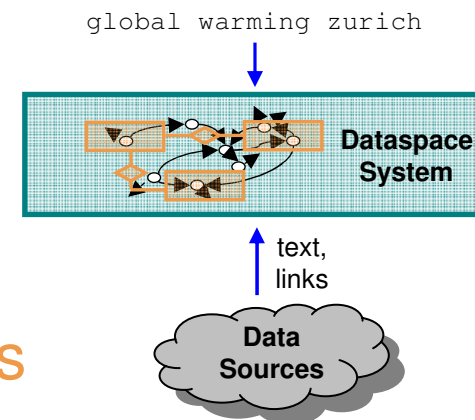 global warming zurich
Dataspace
System
text,
links
Data
Sources
s